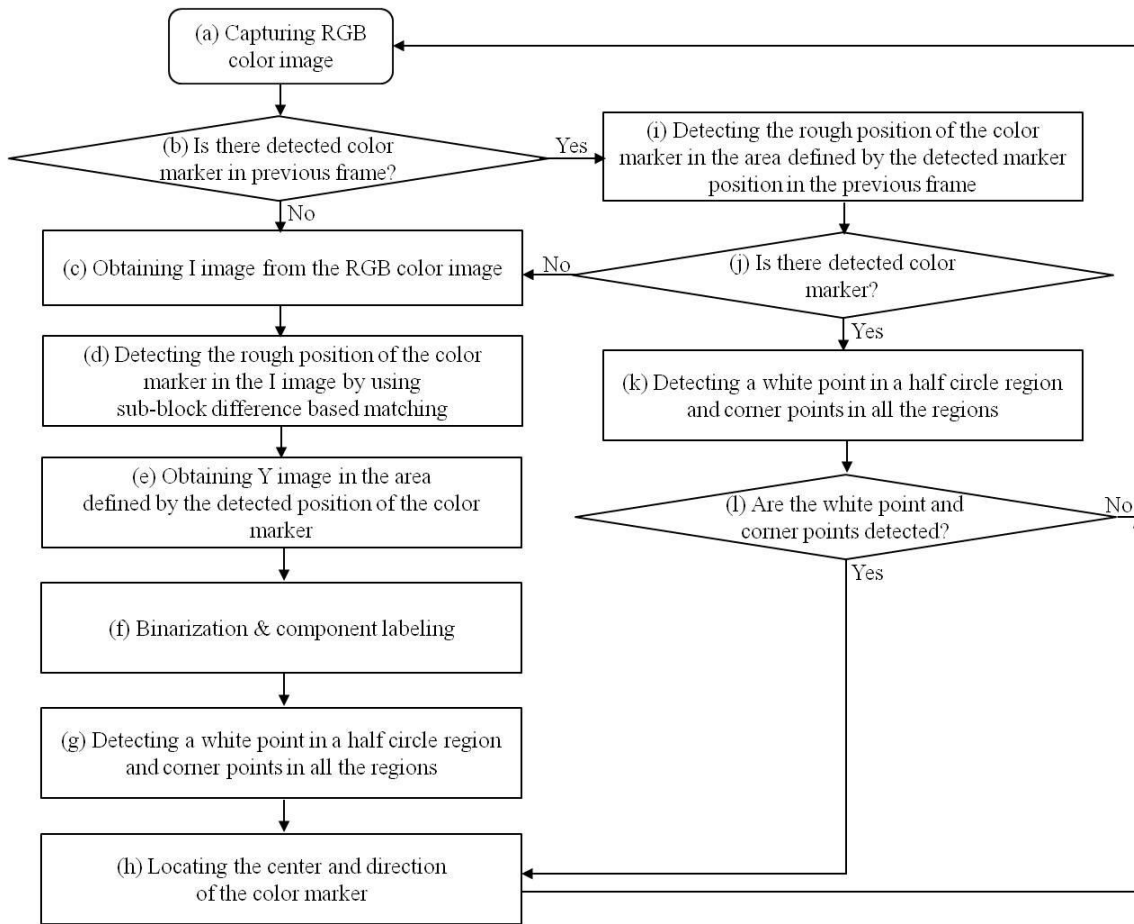 (a) Capturing RGB
color image
(b) Is there detected color
marker in previous frame?
Yes
No
(c) Obtaining I image from the RGB color image
(d) Detecting the rough position of the color
marker in the I image by using
sub-block difference based matching
(e) Obtaining Y image in the area
defined by the detected position of the color
marker
(f) Binarization & component labeling
(g) Detecting a white point in a half circle region
and corner points in all the regions
(h) Locating the center and direction
of the color marker
(i) Detecting the rough position of the color
marker in the area defined by the detected marker
position in the previous frame
(j) Is there detected color
marker?
No
Yes
(k) Detecting a white point in a half circle region
and corner points in all the regions
(l) Are the white point and
corner points detected?
No
Yes